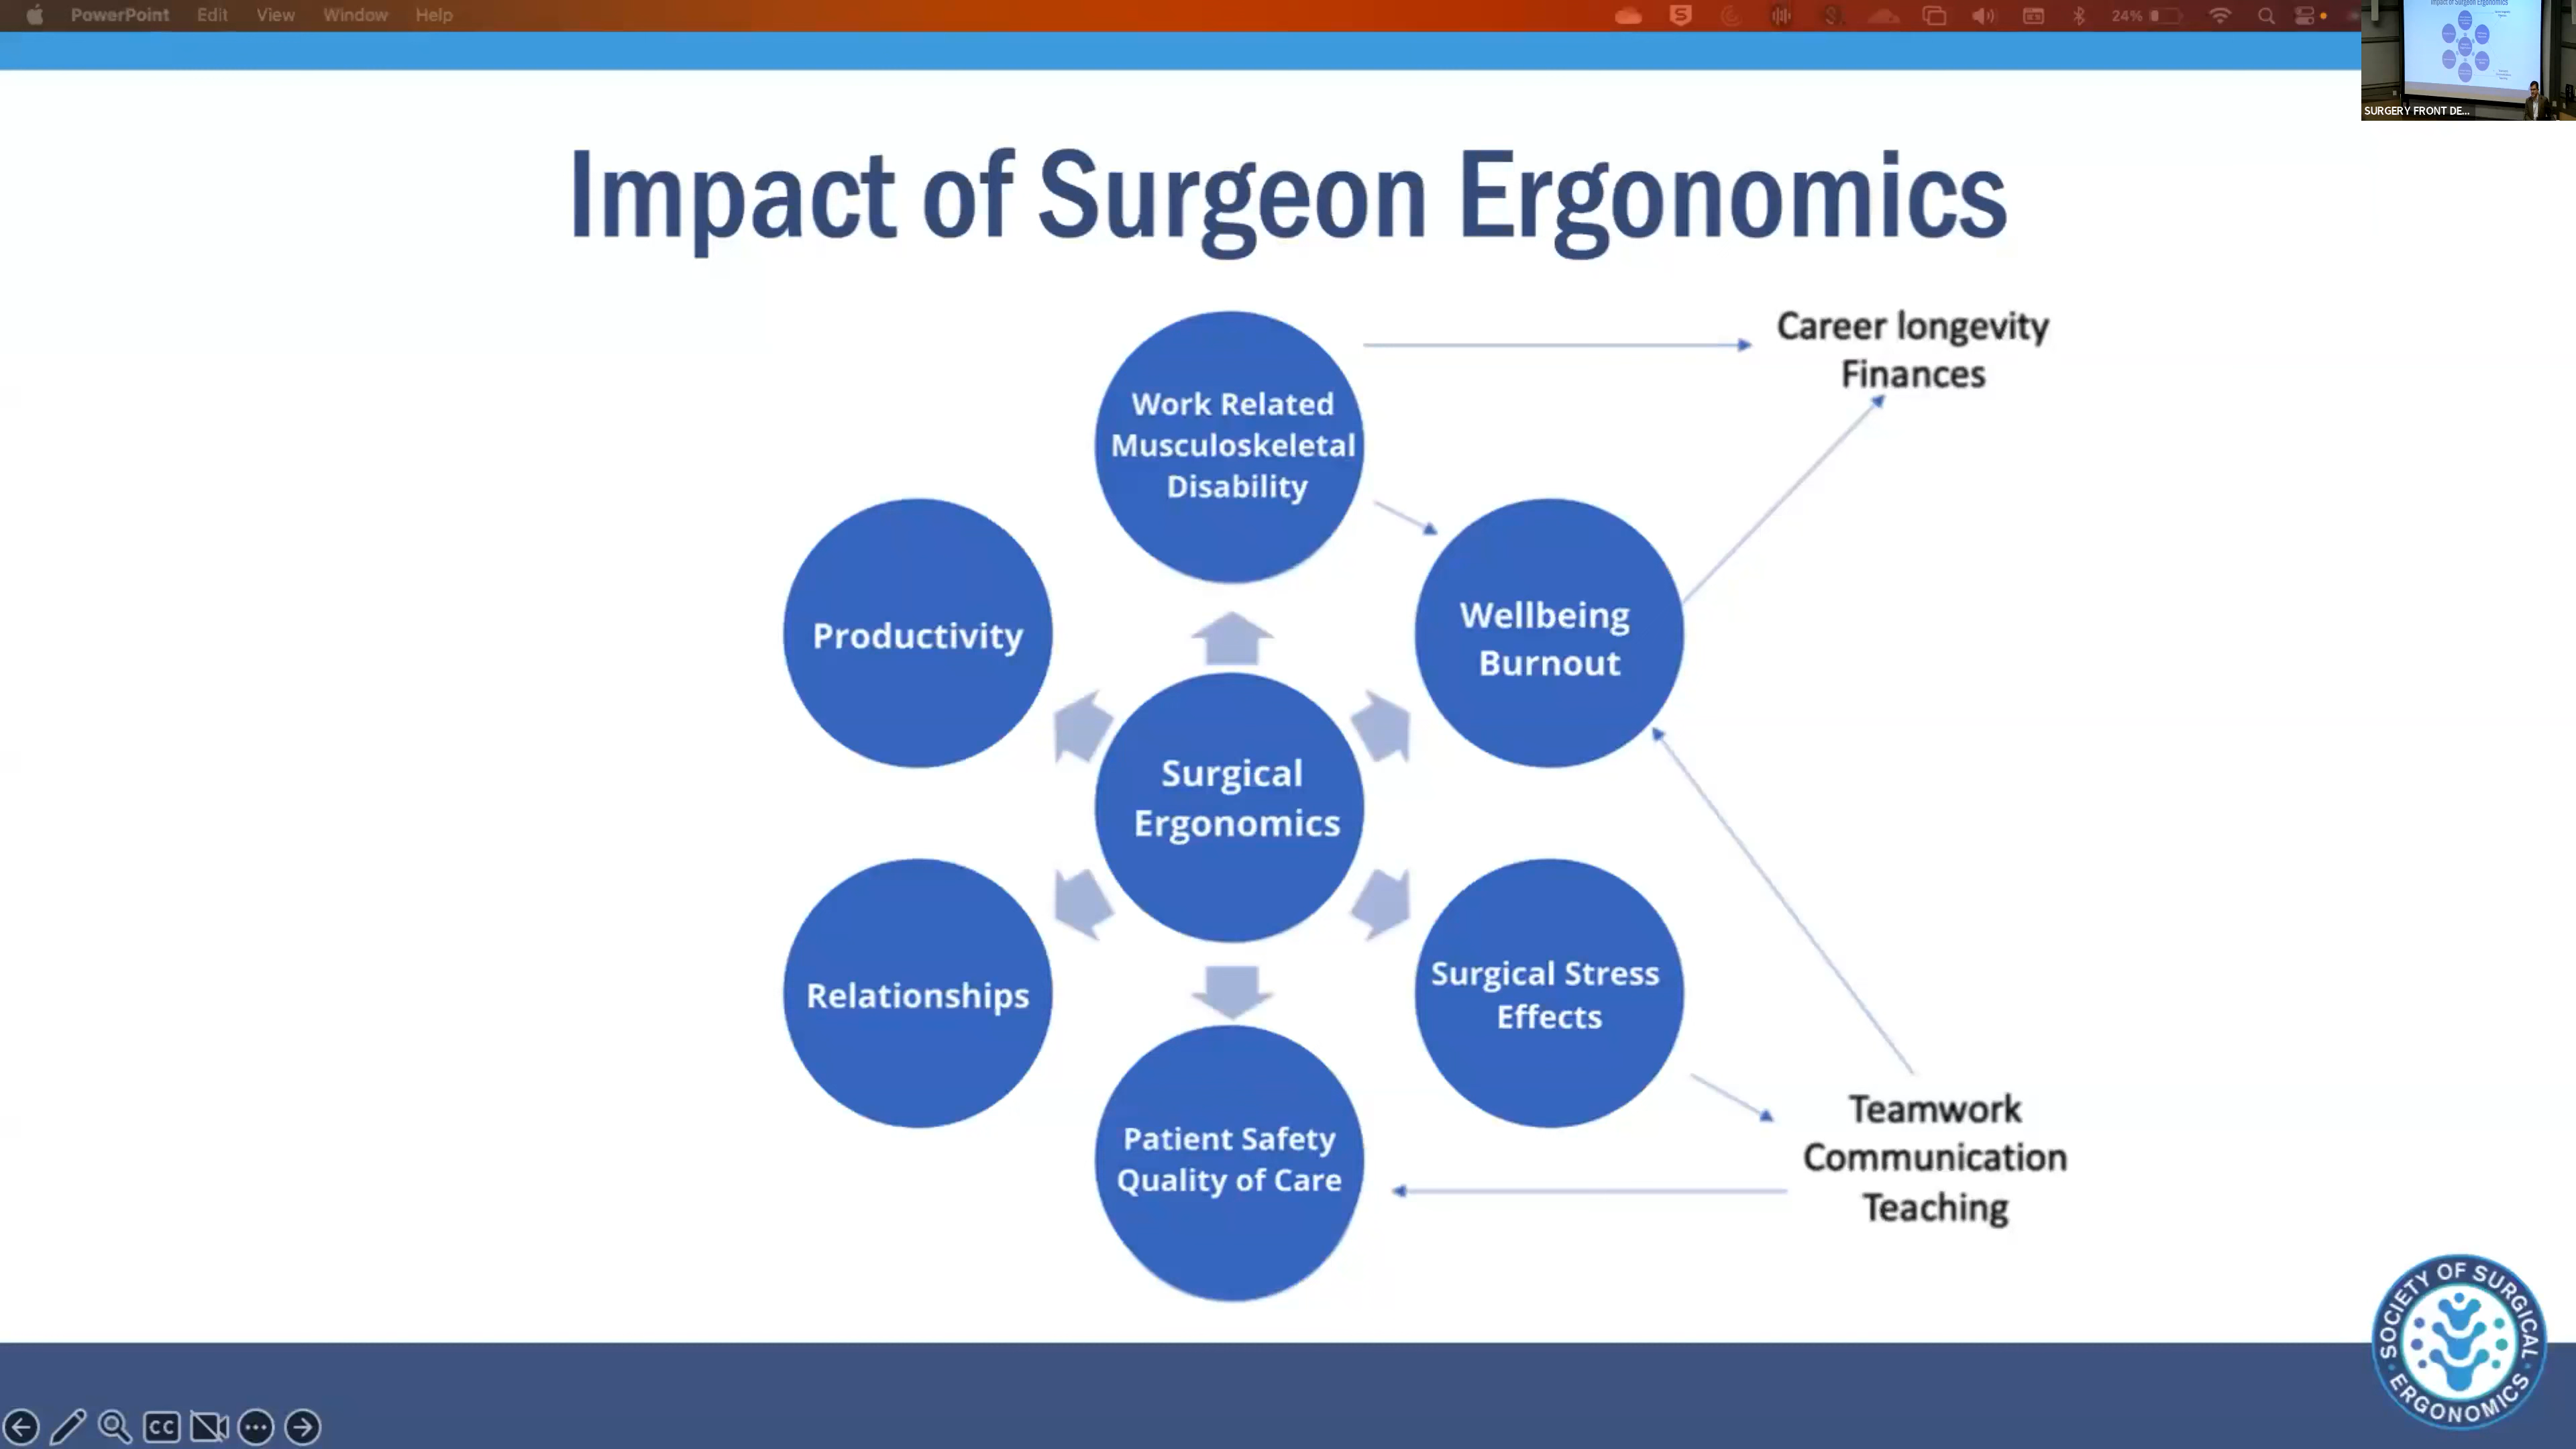 PowerPoint Edit View Window Help
24%
SURGERY FRONT DE...
Impact of Surgeon Ergonomics
Career longevity
Finances
Work Related
Musculoskeletal
Disability
Productivity
Wellbeing
Burnout
Surgical
Ergonomics
Relationships
Surgical Stress
Effects
Patient Safety
Quality of Care
Teamwork
Communication
Teaching
SOCIETY OF SURGICAL
ERGONOMICS
CC